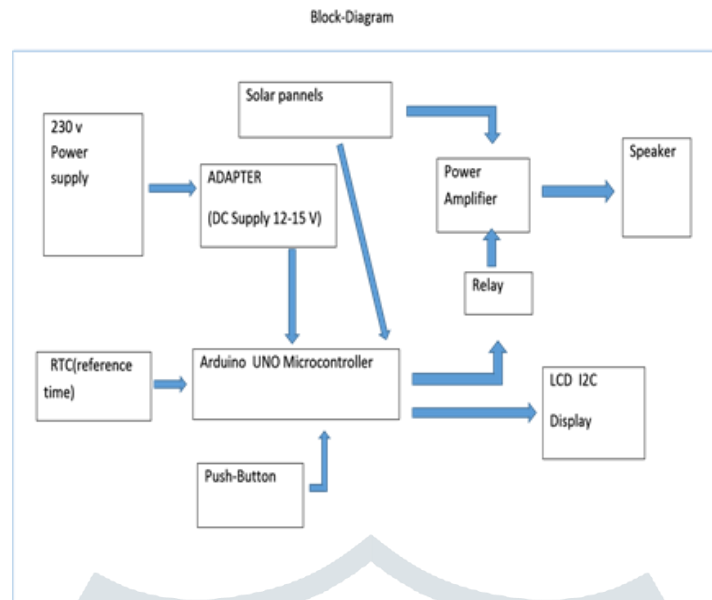 Block-Diagram
Solar pannels
230 v
Power
supply
ADAPTER
(DC Supply 12-15 V)
Power
Amplifier
Speaker
Relay
RTC(reference
time)
Arduino UNO Microcontroller
LCD I2C
Display
Push-Button